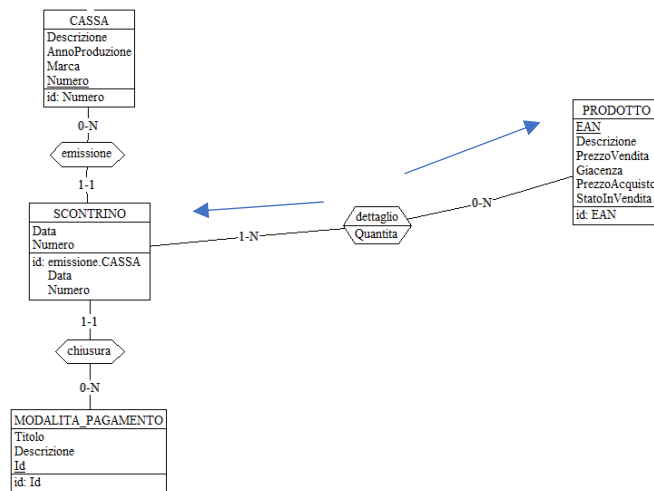 CASSA
Descrizione
AnnoProduzione
Marca
Numero
id: Numero
0-N
emissione
1-1
SCONTRINO
Data
Numero
id: emissione.CASSA
Data
Numero
1-1
chiusura
0-N
MODALITA_PAGAMENTO
Titolo
Descrizione
Id
id: Id
1-N
dettaglio
Quantita
0-N
PRODOTTO
EAN
Descrizione
PrezzoVendita
Giacenza
PrezzoAcquisto
StatoInVendita
id: EAN